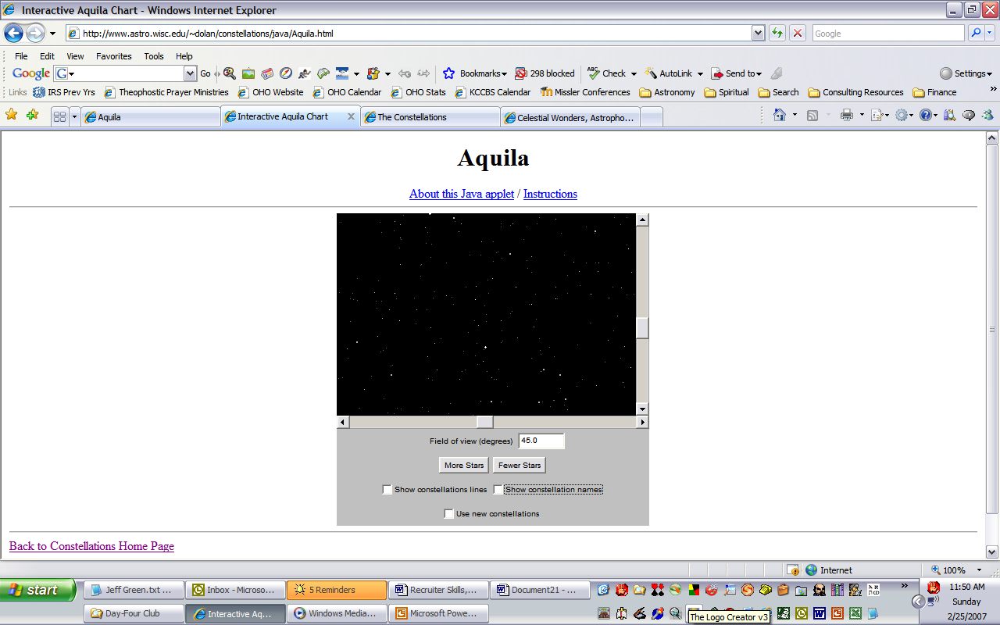 Interactive Aquila Chart - Windows Internet Explorer
http://www.astro.wisc.edu/~dolan/constellations/java/Aquila.html
Google
File Edit View Favorites Tools Help
Google G Go Bookmarks 298 blocked ABC Check AutoLink Send to Settings
Links IRS Prev Yrs Theophostic Prayer Ministries OHO Website OHO Calendar OHO Stats KCCBS Calendar Missler Conferences Astronomy Spiritual Search Consulting Resources Finance »
Aquila Interactive Aquila Chart X The Constellations Celestial Wonders, Astropho...
Aquila
About this Java applet / Instructions
Field of view (degrees) 45.0
More Stars Fewer Stars
Show constellations lines Show constellation names
Use new constellations
Back to Constellations Home Page
Internet 100%
start Jeff Green.txt Inbox - Microso... 5 Reminders Recruiter Skills,... Document21 - ... » 11:50 AM
Sunday
Day-Four Club Interactive Aq... Windows Media... Microsoft Powe... The Logo Creator v3 2/25/2007